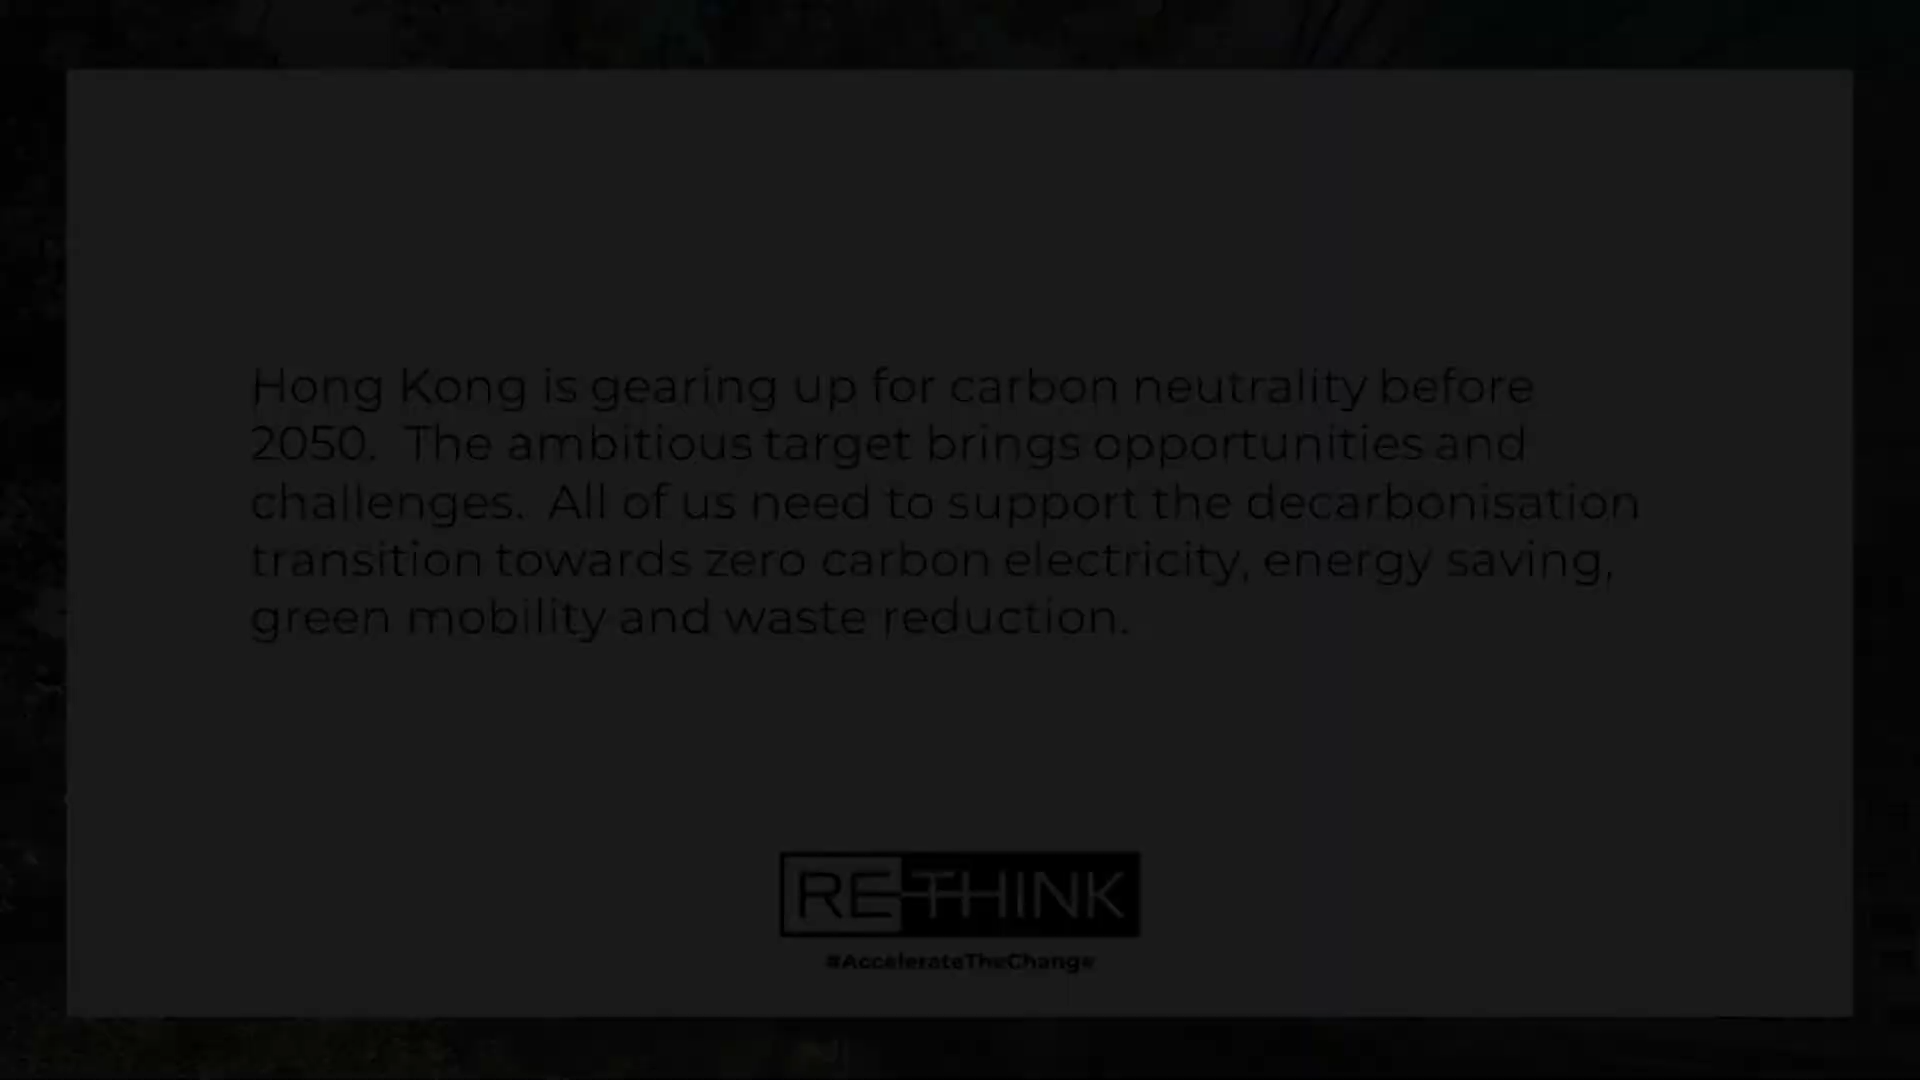 Hong Kong is gearing up for carbon neutrality before
2050.  The ambitious target brings opportunities and
challenges.  All of us need to support the decarbonisation
transition towards zero carbon electricity, energy saving,
green mobility and waste reduction.
RE-THINK
#AccelerateTheChange